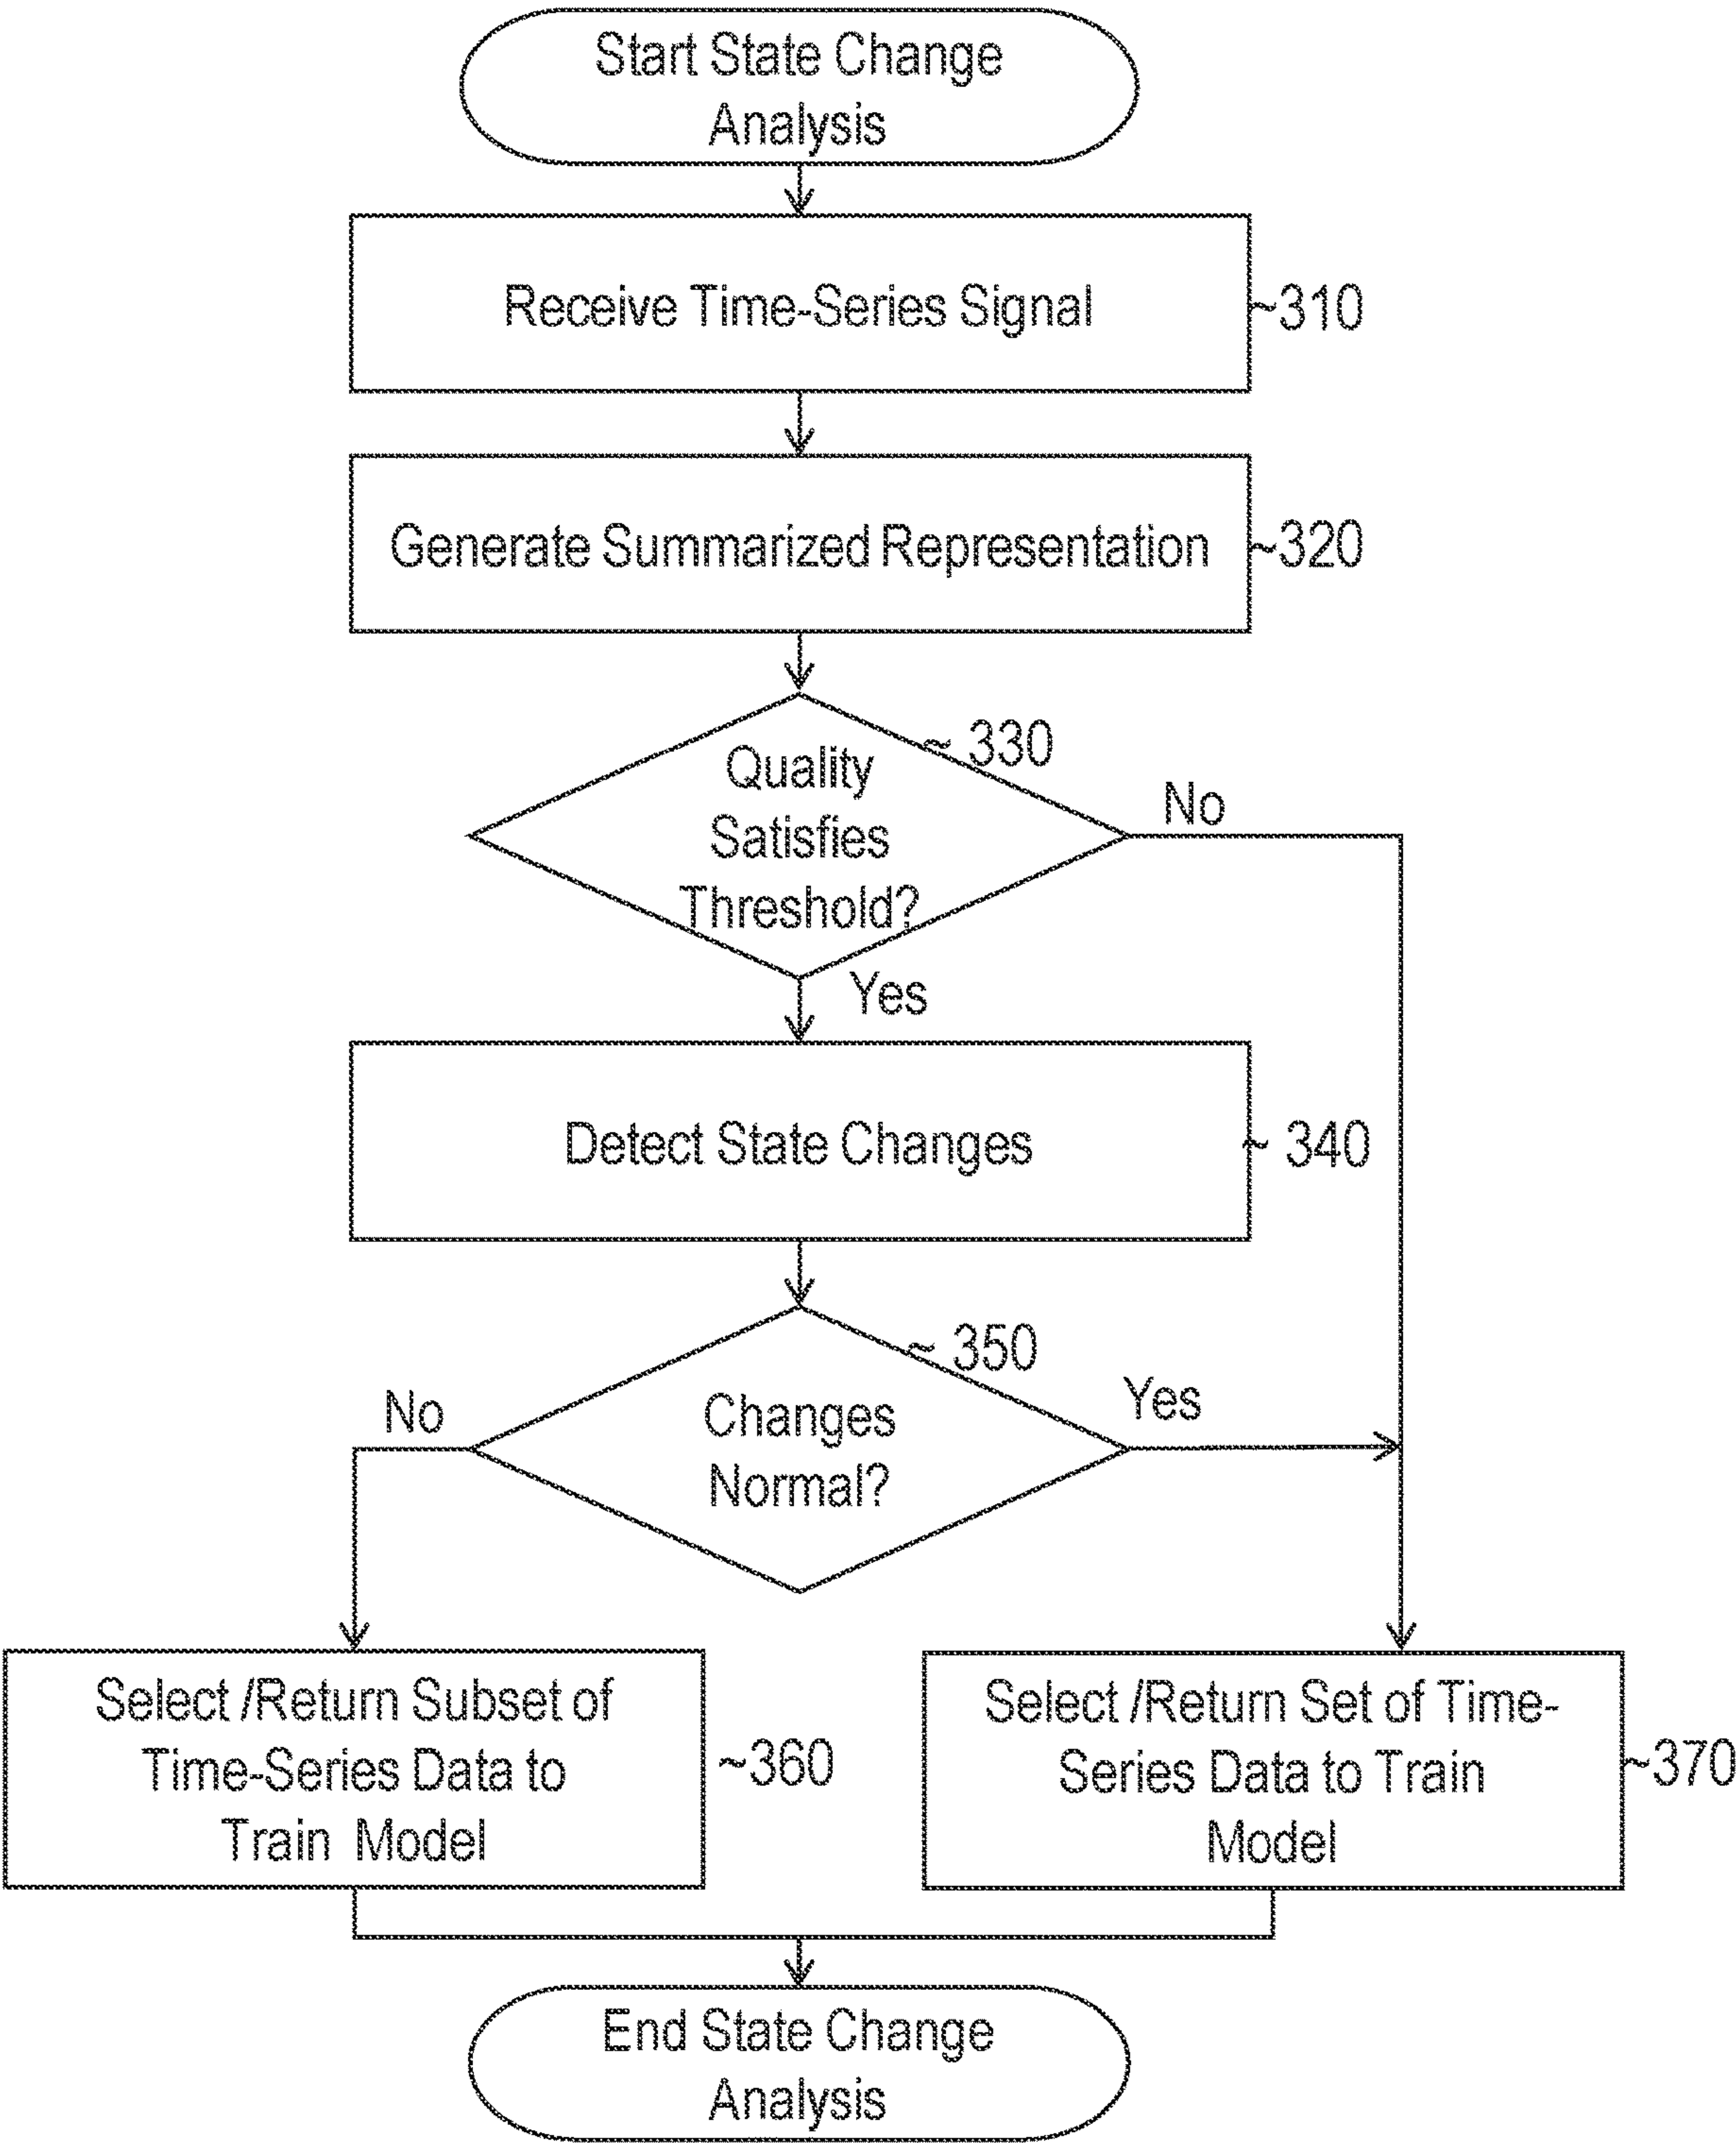 Start State Change
Analysis
Receive Time-Series Signal
~310
Generate Summarized Representation
~320
~ 330
Quality
Satisfies
Threshold?
No
Yes
Detect State Changes
~ 340
~ 350
Changes
Normal?
No
Yes
Select /Return Subset of
Time-Series Data to
Train Model
~360
Select /Return Set of Time-
Series Data to Train
Model
~370
End State Change
Analysis